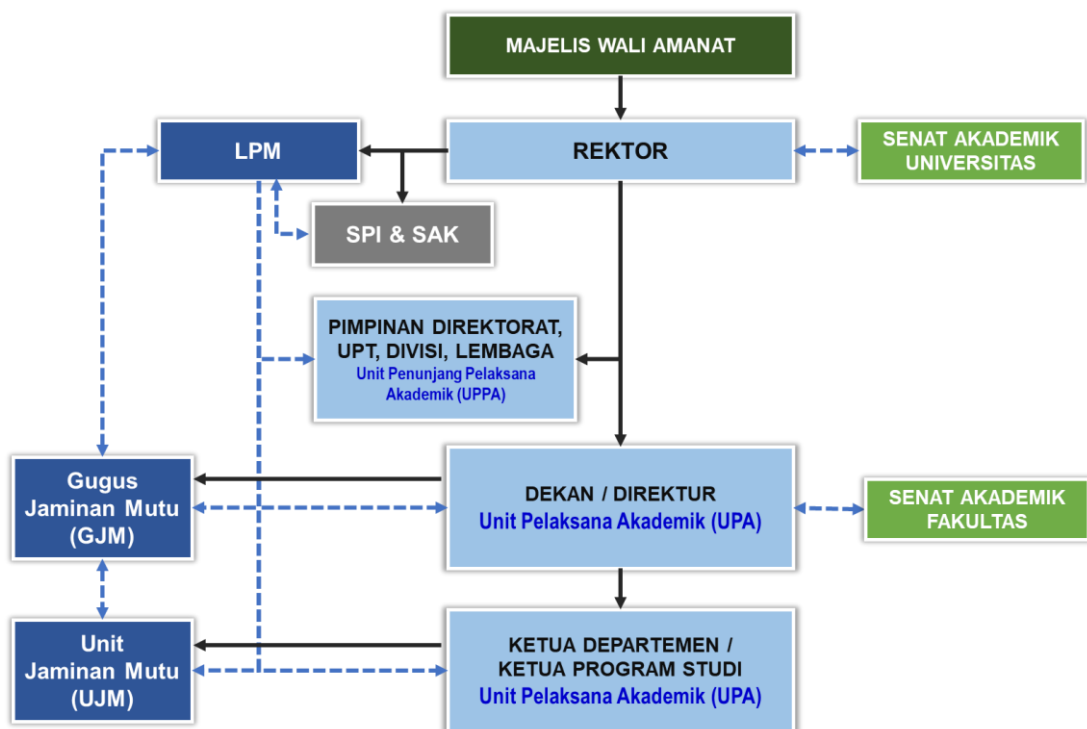 MAJELIS WALI AMANAT
LPM
REKTOR
SENAT AKADEMIK
UNIVERSITAS
SPI & SAK
PIMPINAN DIREKTORAT,
UPT, DIVISI, LEMBAGA
Unit Penunjang Pelaksana
Akademik (UPPA)
Gugus
Jaminan Mutu
(GJM)
DEKAN / DIREKTUR
Unit Pelaksana Akademik (UPA)
SENAT AKADEMIK
FAKULTAS
Unit
Jaminan Mutu
(UJM)
KETUA DEPARTEMEN /
KETUA PROGRAM STUDI
Unit Pelaksana Akademik (UPA)